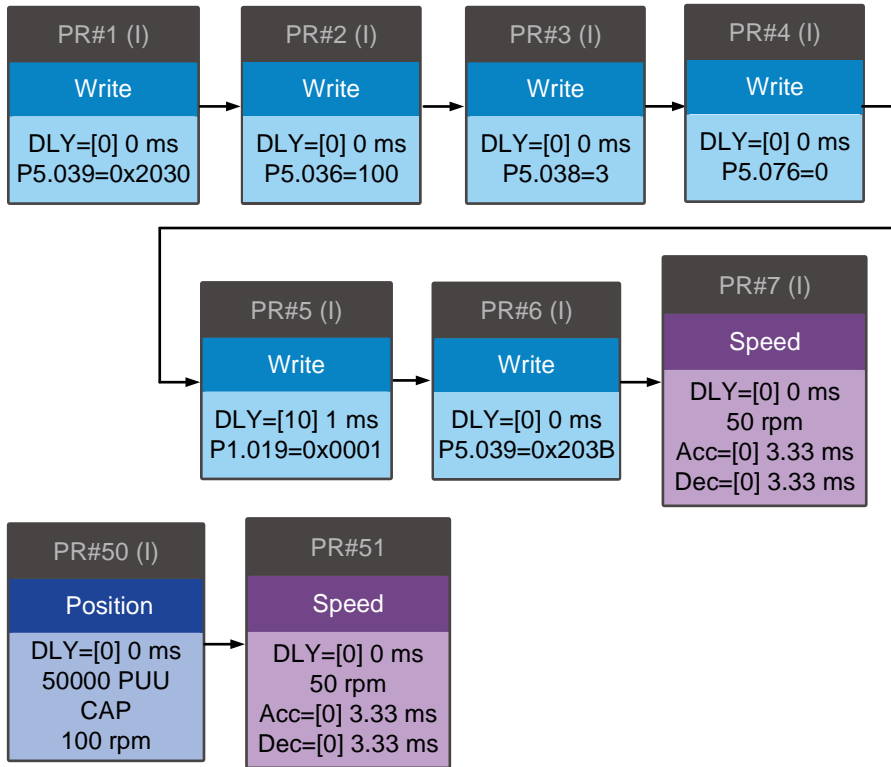 PR#1 (I)
Write
DLY=[0] 0 ms
P5.039=0x2030
PR#2 (I)
Write
DLY=[0] 0 ms
P5.036=100
PR#3 (I)
Write
DLY=[0] 0 ms
P5.038=3
PR#4 (I)
Write
DLY=[0] 0 ms
P5.076=0
PR#5 (I)
Write
DLY=[10] 1 ms
P1.019=0x0001
PR#6 (I)
Write
DLY=[0] 0 ms
P5.039=0x203B
PR#7 (I)
Speed
DLY=[0] 0 ms
50 rpm
Acc=[0] 3.33 ms
Dec=[0] 3.33 ms
PR#50 (I)
Position
DLY=[0] 0 ms
50000 PUU
CAP
100 rpm
PR#51
Speed
DLY=[0] 0 ms
50 rpm
Acc=[0] 3.33 ms
Dec=[0] 3.33 ms